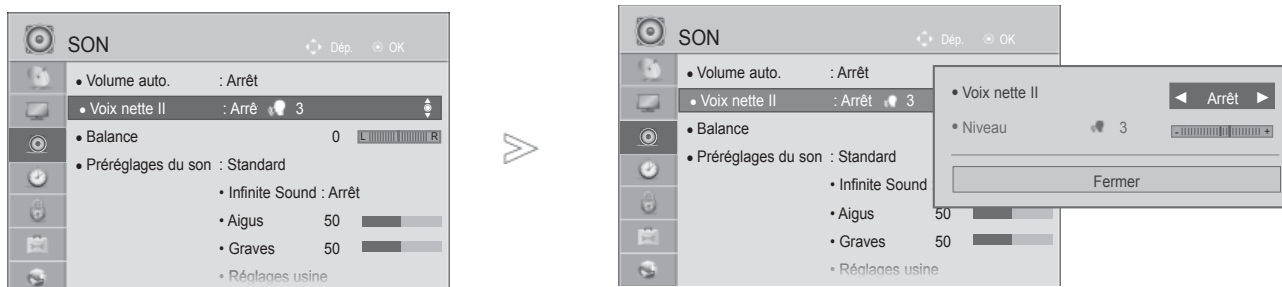 SON
Dép. OK
• Volume auto. : Arrêt
• Voix nette II : Arrê 3
• Balance 0 L R
• Préréglages du son : Standard
• Infinite Sound : Arrêt
• Aigus 50
• Graves 50
• Réglages usine
SON
Dép. OK
• Volume auto. : Arrêt
• Voix nette II : Arrêt 3
• Balance
• Préréglages du son : Standard
• Infinite Sound
• Aigus 50
• Graves 50
• Réglages usine
• Voix nette II ◄ Arrêt ►
• Niveau 3 - +
Fermer